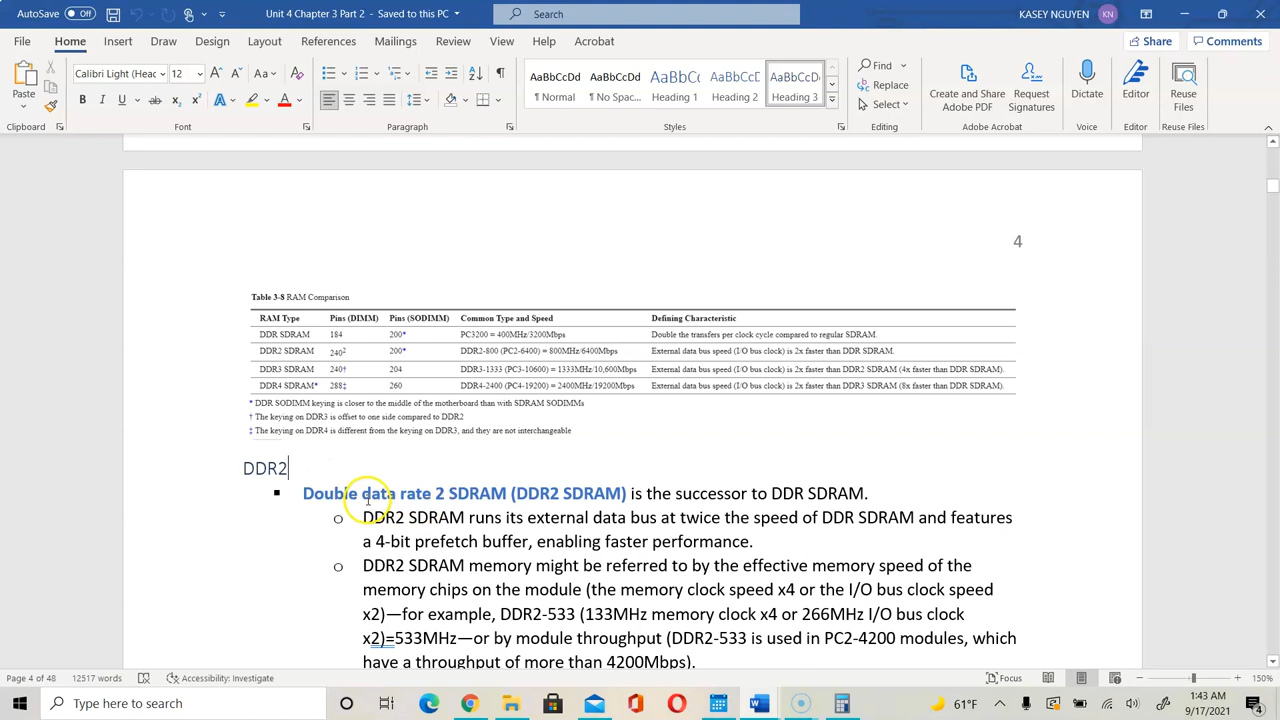 AutoSave Off Search KASEY NGUYEN KN
File Home Insert Draw Design Layout References Mailings Review View Help Acrobat Share Comments
Calibri Light (Headi 12
Paste
AaBbCcDd AaBbCcDd AaBbCc AaBbCcD AaBbCcDd
¶ Normal ¶ No Spac... Heading 1 Heading 2 Heading 3
Find
Replace
Select
Create and Share Adobe PDF
Request Signatures
Dictate
Editor
Reuse Files
Clipboard Font Paragraph Styles Editing Adobe Acrobat Voice Editor Reuse Files
4
Table 3-8 RAM Comparison
RAM Type Pins (DIMM) Pins (SODIMM) Common Type and Speed Defining Characteristic
DDR SDRAM 184 200* PC3200 = 400MHz/3200Mbps Double the transfers per clock cycle compared to regular SDRAM.
DDR2 SDRAM 240² 200* DDR2-800 (PC2-6400) = 800MHz/6400Mbps External data bus speed (I/O bus clock) is 2x faster than DDR SDRAM.
DDR3 SDRAM 240† 204 DDR3-1333 (PC3-10600) = 1333MHz/10,600Mbps External data bus speed (I/O bus clock) is 2x faster than DDR2 SDRAM (4x faster than DDR SDRAM).
DDR4 SDRAM* 288‡ 260 DDR4-2400 (PC4-19200) = 2400MHz/19200Mbps External data bus speed (I/O bus clock) is 2x faster than DDR3 SDRAM (8x faster than DDR SDRAM).
* DDR SODIMM keying is closer to the middle of the motherboard than with SDRAM SODIMMs
† The keying on DDR3 is offset to one side compared to DDR2
‡ The keying on DDR4 is different from the keying on DDR3, and they are not interchangeable
DDR2
▪ Double data rate 2 SDRAM (DDR2 SDRAM) is the successor to DDR SDRAM.
o DDR2 SDRAM runs its external data bus at twice the speed of DDR SDRAM and features
a 4-bit prefetch buffer, enabling faster performance.
o DDR2 SDRAM memory might be referred to by the effective memory speed of the
memory chips on the module (the memory clock speed x4 or the I/O bus clock speed
x2)—for example, DDR2-533 (133MHz memory clock x4 or 266MHz I/O bus clock
x2)=533MHz—or by module throughput (DDR2-533 is used in PC2-4200 modules, which
have a throughput of more than 4200Mbps).
Page 4 of 48 12517 words Accessibility: Investigate Focus 150%
Type here to search 61°F 1:43 AM
9/17/2021 4